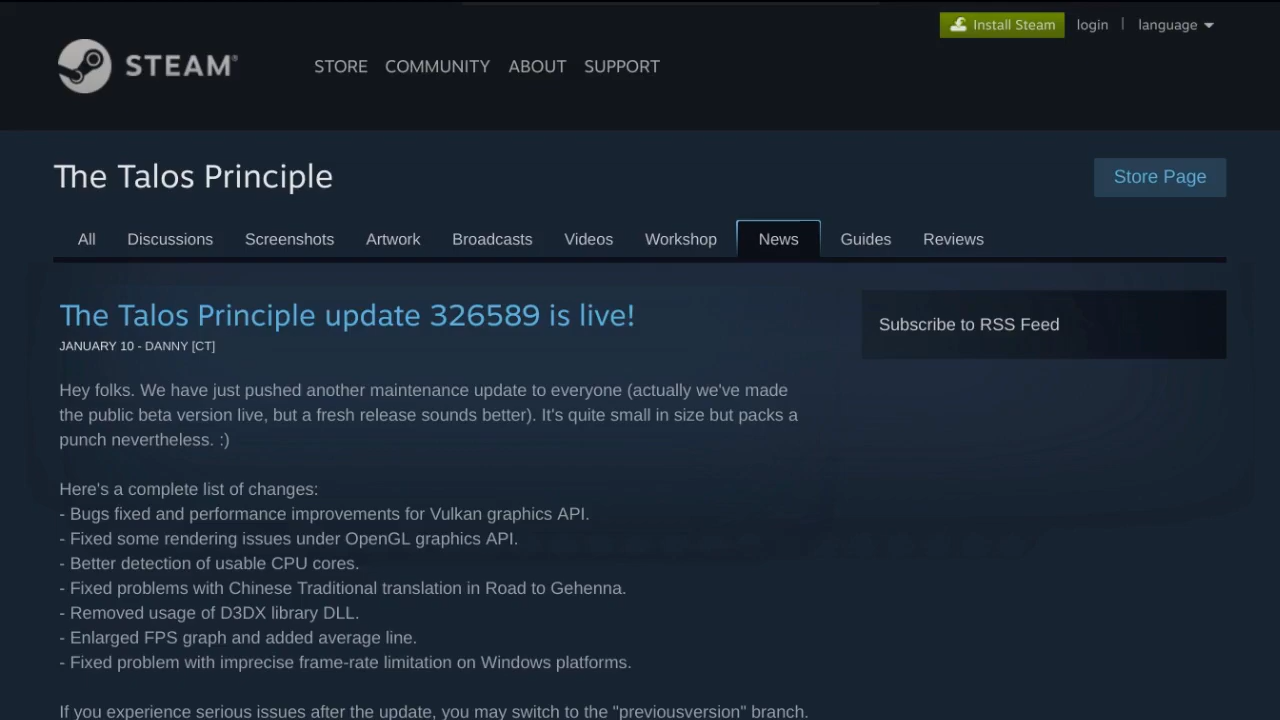 Install Steam login | language
STEAM® STORE COMMUNITY ABOUT SUPPORT
The Talos Principle
Store Page
All Discussions Screenshots Artwork Broadcasts Videos Workshop News Guides Reviews
The Talos Principle update 326589 is live!
JANUARY 10 - DANNY [CT]
Subscribe to RSS Feed
Hey folks. We have just pushed another maintenance update to everyone (actually we've made
the public beta version live, but a fresh release sounds better). It's quite small in size but packs a
punch nevertheless. :)
Here's a complete list of changes:
- Bugs fixed and performance improvements for Vulkan graphics API.
- Fixed some rendering issues under OpenGL graphics API.
- Better detection of usable CPU cores.
- Fixed problems with Chinese Traditional translation in Road to Gehenna.
- Removed usage of D3DX library DLL.
- Enlarged FPS graph and added average line.
- Fixed problem with imprecise frame-rate limitation on Windows platforms.
If you experience serious issues after the update, you may switch to the "previousversion" branch.